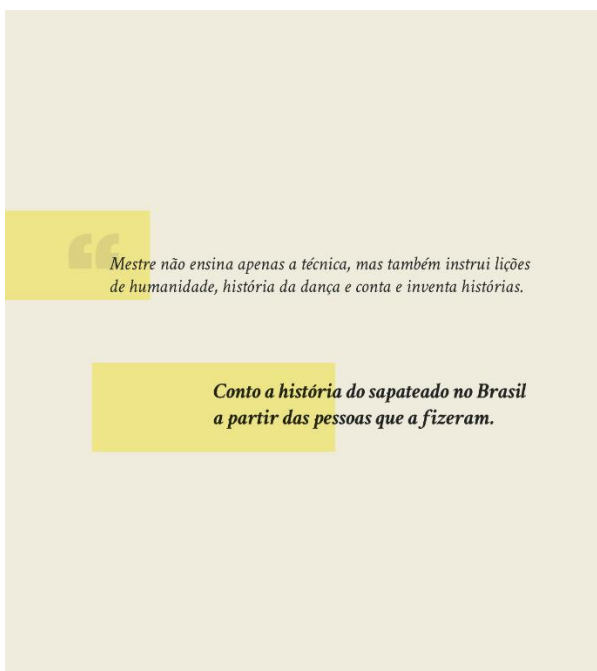 “
Mestre não ensina apenas a técnica, mas também instrui lições
de humanidade, história da dança e conta e inventa histórias.
Conto a história do sapateado no Brasil
a partir das pessoas que a fizeram.